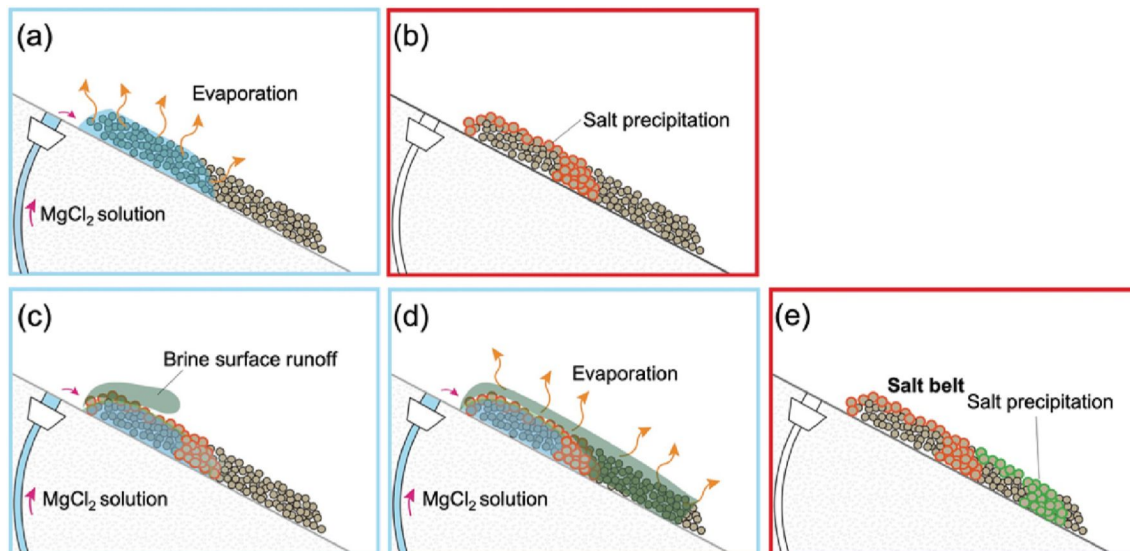 (a)
Evaporation
MgCl₂ solution
(b)
Salt precipitation
(c)
Brine surface runoff
MgCl₂ solution
(d)
Evaporation
MgCl₂ solution
(e)
Salt belt
Salt precipitation